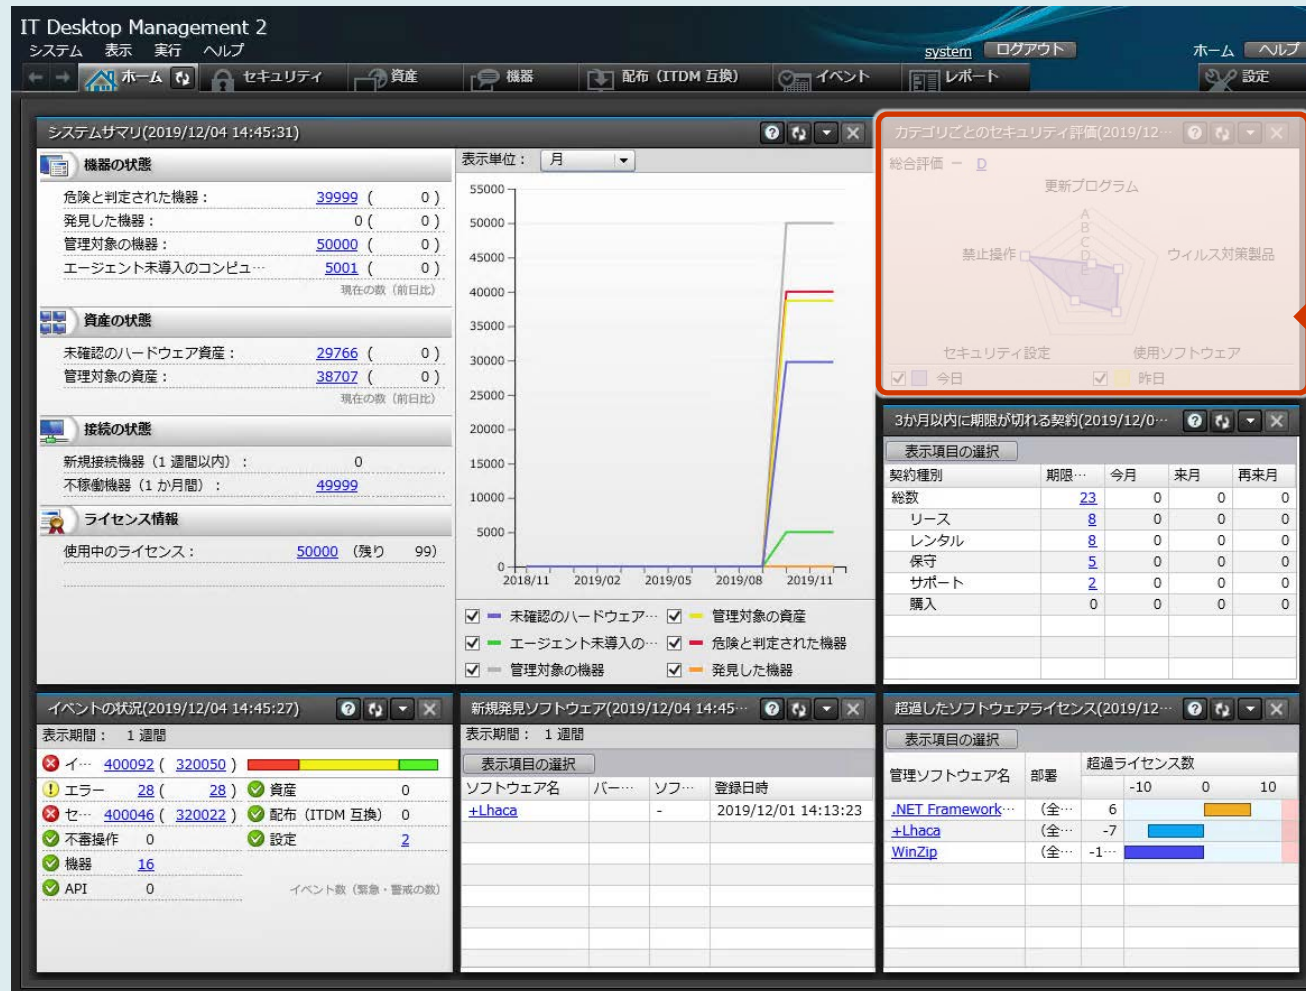 IT Desktop Management 2
システム 表示 実行 ヘルプ
system ログアウト ホーム ヘルプ
ホーム セキュリティ 資産 機器 配布 (ITDM 互換) イベント レポート 設定
システムサマリ(2019/12/04 14:45:31)
機器の状態
危険と判定された機器： 39999 ( 0 )
発見した機器： 0 ( 0 )
管理対象の機器： 50000 ( 0 )
エージェント未導入のコンピュ… 5001 ( 0 )
現在の数（前日比）
資産の状態
未確認のハードウェア資産： 29766 ( 0 )
管理対象の資産： 38707 ( 0 )
現在の数（前日比）
接続の状態
新規接続機器（1 週間以内）： 0
不稼働機器（1 か月間）： 49999
ライセンス情報
使用中のライセンス： 50000 (残り 99)
表示単位： 月
55000
50000
45000
40000
35000
30000
25000
20000
15000
10000
5000
0
2018/11 2019/02 2019/05 2019/08 2019/11
未確認のハードウェア… 管理対象の資産
エージェント未導入の… 危険と判定された機器
管理対象の機器 発見した機器
カテゴリごとのセキュリティ評価(2019/12…
総合評価 － D
更新プログラム
A
B
C
D
E
禁止操作 ウィルス対策製品
セキュリティ設定 使用ソフトウェア
今日 昨日
3か月以内に期限が切れる契約(2019/12/0…
表示項目の選択
契約種別 期限… 今月 来月 再来月
総数 23 0 0 0
リース 8 0 0 0
レンタル 8 0 0 0
保守 5 0 0 0
サポート 2 0 0 0
購入 0 0 0 0
イベントの状況(2019/12/04 14:45:27)
表示期間： 1 週間
イ… 400092 ( 320050 )
エラー 28 ( 28 ) 資産 0
セ… 400046 ( 320022 ) 配布（ITDM 互換） 0
不審操作 0 設定 2
機器 16
API 0 イベント数（緊急・警戒の数）
新規発見ソフトウェア(2019/12/04 14:45…
表示期間： 1 週間
表示項目の選択
ソフトウェア名 バー… ソフ… 登録日時
+Lhaca - 2019/12/01 14:13:23
超過したソフトウェアライセンス(2019/12…
表示項目の選択
管理ソフトウェア名 部署 超過ライセンス数
-10 0 10
.NET Framework… (全… 6
+Lhaca (全… -7
WinZip (全… -1…